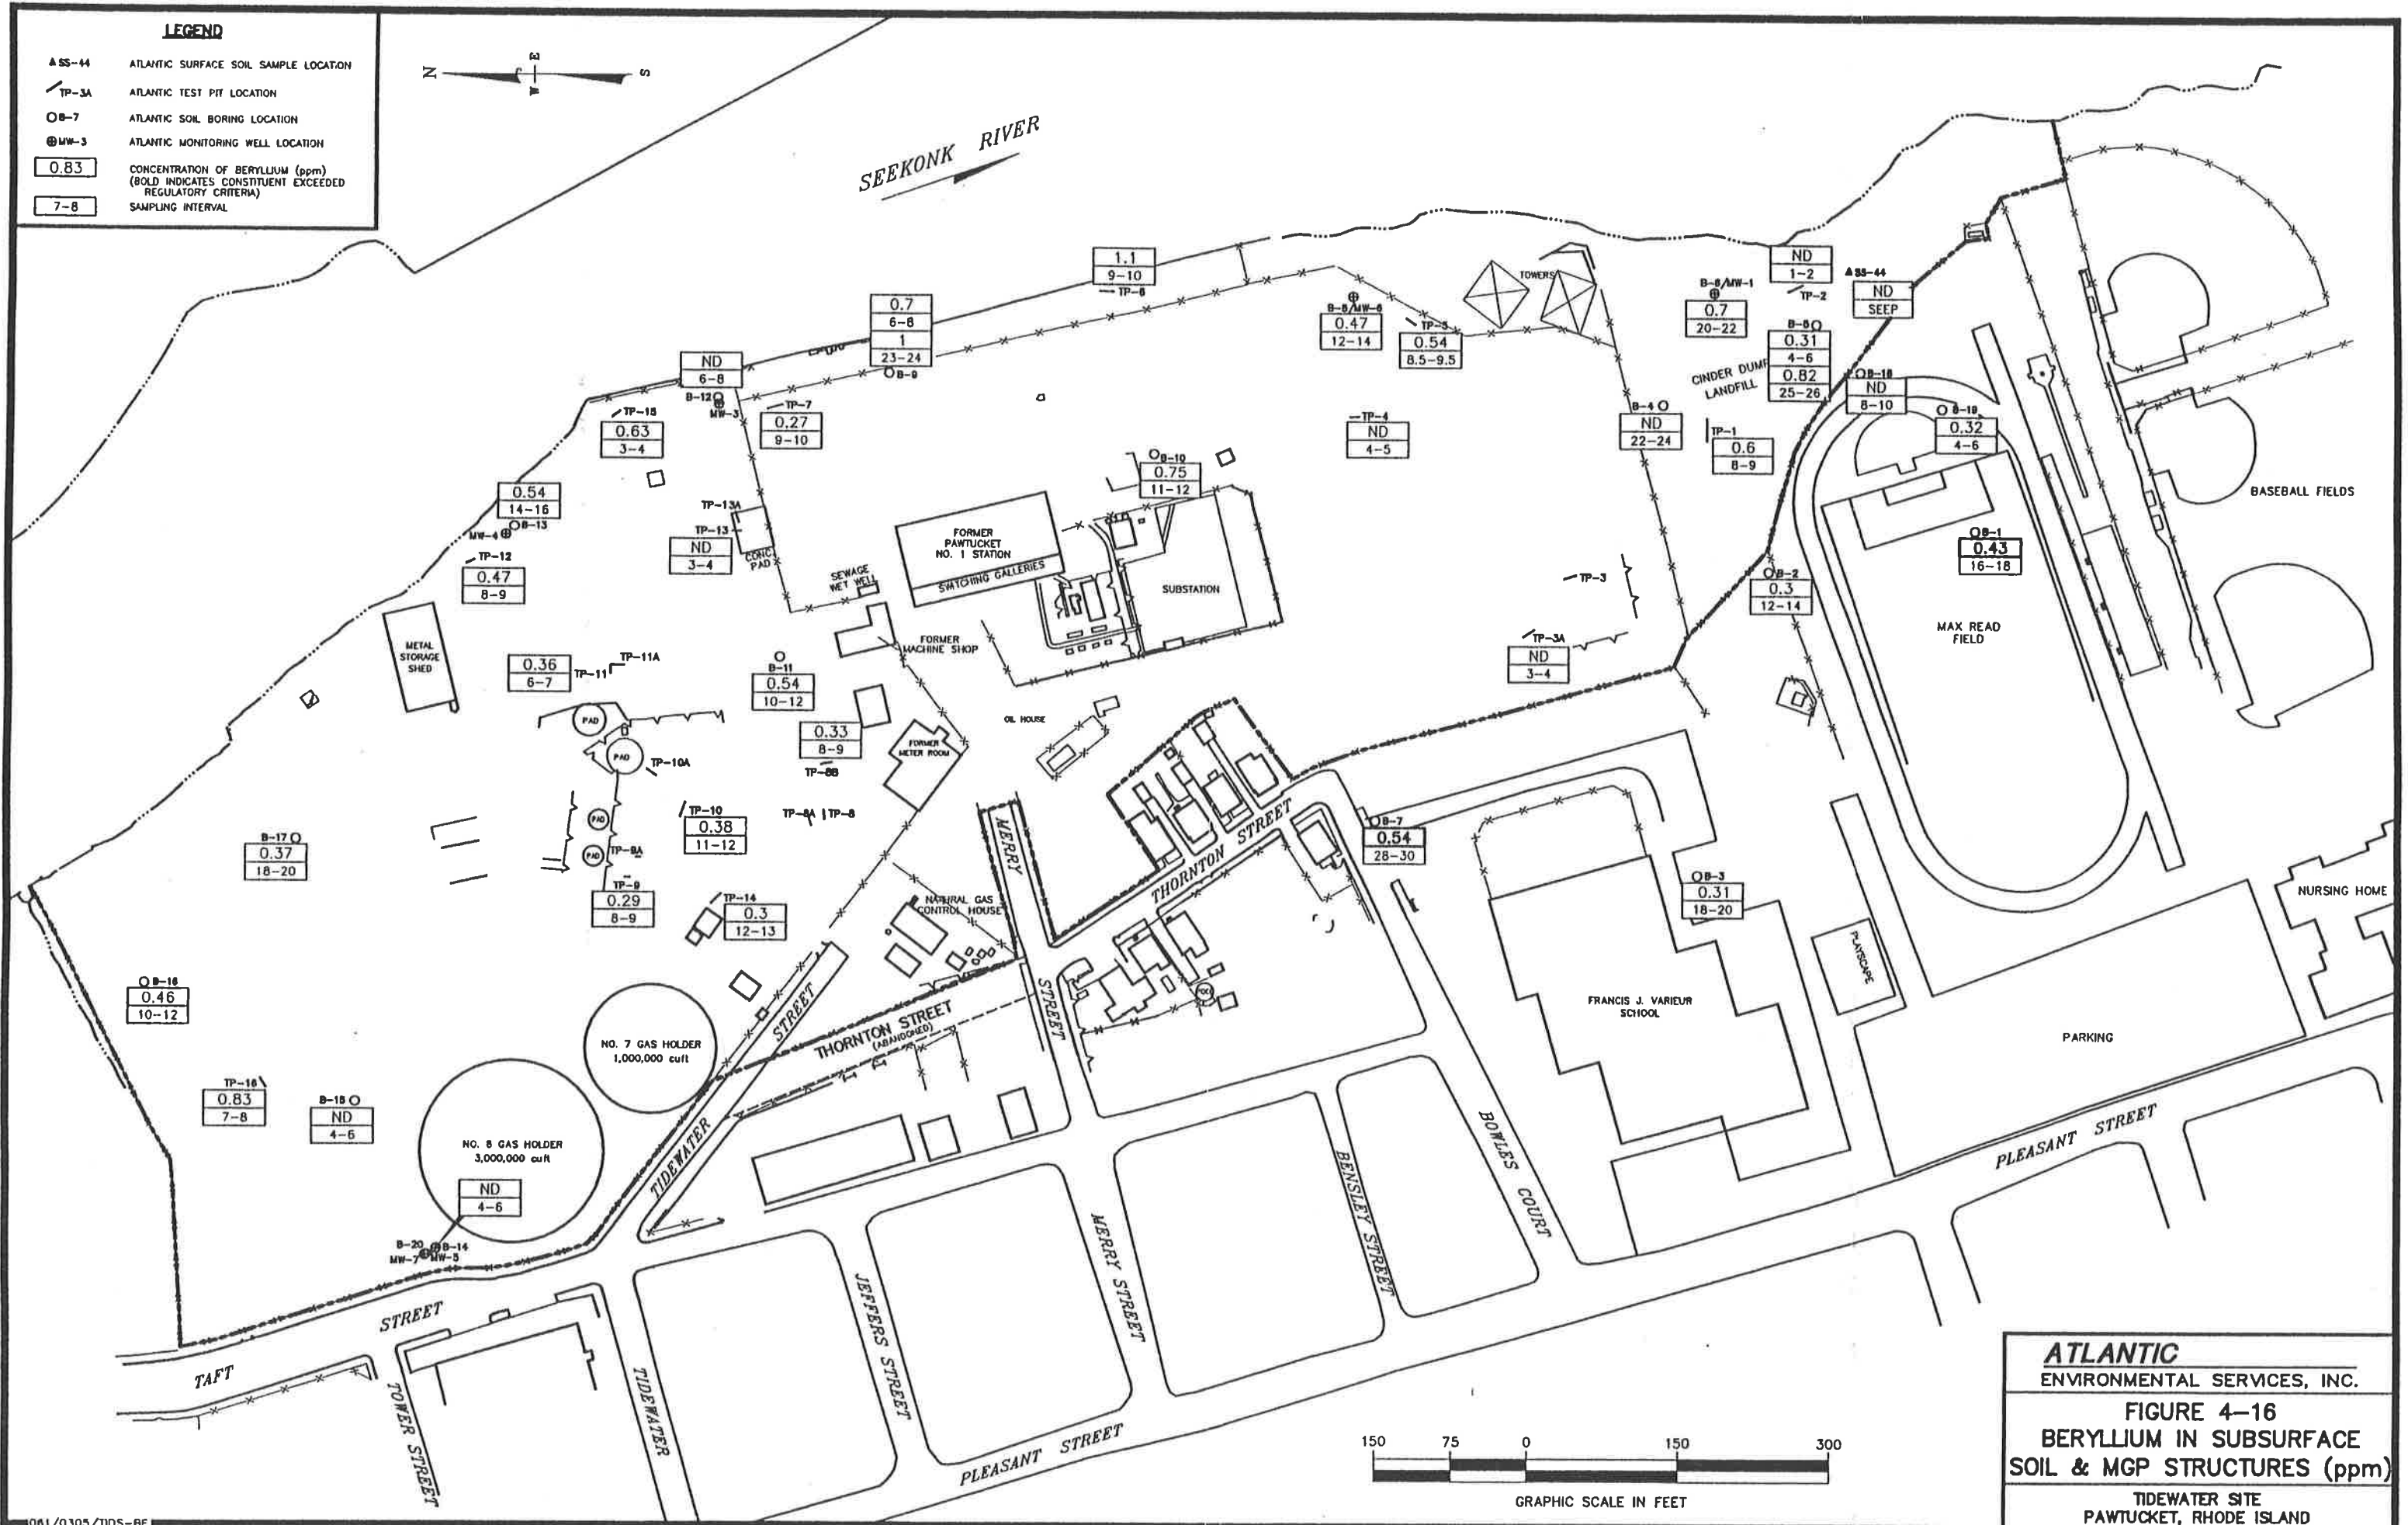 LEGEND
▲SS-44 ATLANTIC SURFACE SOIL SAMPLE LOCATION
TP-3A ATLANTIC TEST PIT LOCATION
B-7 ATLANTIC SOIL BORING LOCATION
MW-3 ATLANTIC MONITORING WELL LOCATION
0.83 CONCENTRATION OF BERYLLIUM (ppm)
(BOLD INDICATES CONSTITUENT EXCEEDED
REGULATORY CRITERIA)
7-8 SAMPLING INTERVAL
N
E
W
S
SEEKONK RIVER
1.1
9-10
TP-6
0.7
6-8
1
23-24
B-9
ND
6-8
B-12
MW-3
TP-7
0.27
9-10
TP-15
0.63
3-4
0.54
14-16
B-13
MW-4
TP-12
0.47
8-9
TP-13A
TP-13
ND
3-4
CONC.
PAD
METAL
STORAGE
SHED
0.36
6-7
TP-11
TP-11A
B-11
0.54
10-12
SEWAGE
WET WELL
FORMER
PAWTUCKET
NO. 1 STATION
SWITCHING GALLERIES
FORMER
MACHINE SHOP
B-10
0.75
11-12
SUBSTATION
OIL HOUSE
FORMER
METER ROOM
0.33
8-9
TP-8B
TP-8A
TP-8
PAD
PAD
TP-10A
PAD
PAD
TP-9A
TP-10
0.38
11-12
TP-9
0.29
8-9
TP-14
0.3
12-13
B-17
0.37
18-20
B-16
0.46
10-12
TP-16
0.83
7-8
B-15
ND
4-6
NO. 7 GAS HOLDER
1,000,000 cuft
NO. 8 GAS HOLDER
3,000,000 cuft
ND
4-6
B-20
B-14
MW-7
MW-5
NATURAL GAS
CONTROL HOUSE
B-5/MW-6
0.47
12-14
TP-5
0.54
8.5-9.5
TOWERS
TP-4
ND
4-5
B-4
ND
22-24
B-6/MW-1
0.7
20-22
ND
1-2
TP-2
▲SS-44
ND
SEEP
CINDER DUMP
LANDFILL
B-5
0.31
4-6
0.82
25-26
B-18
ND
8-10
B-19
0.32
4-6
TP-1
0.6
8-9
TP-3
TP-3A
ND
3-4
B-2
0.3
12-14
B-1
0.43
16-18
MAX READ
FIELD
BASEBALL FIELDS
B-7
0.54
28-30
B-3
0.31
18-20
FRANCIS J. VARIEUR
SCHOOL
PLAYSCAPE
PARKING
NURSING HOME
MERRY
STREET
THORNTON STREET
THORNTON STREET
(ABANDONED)
TIDEWATER
STREET
TAFT
STREET
TOWER STREET
TIDEWATER
JEFFERS STREET
MERRY STREET
BENSLEY STREET
BOWLES COURT
PLEASANT STREET
PLEASANT STREET
150 75 0 150 300
GRAPHIC SCALE IN FEET
ATLANTIC
ENVIRONMENTAL SERVICES, INC.
FIGURE 4-16
BERYLLIUM IN SUBSURFACE
SOIL & MGP STRUCTURES (ppm)
TIDEWATER SITE
PAWTUCKET, RHODE ISLAND